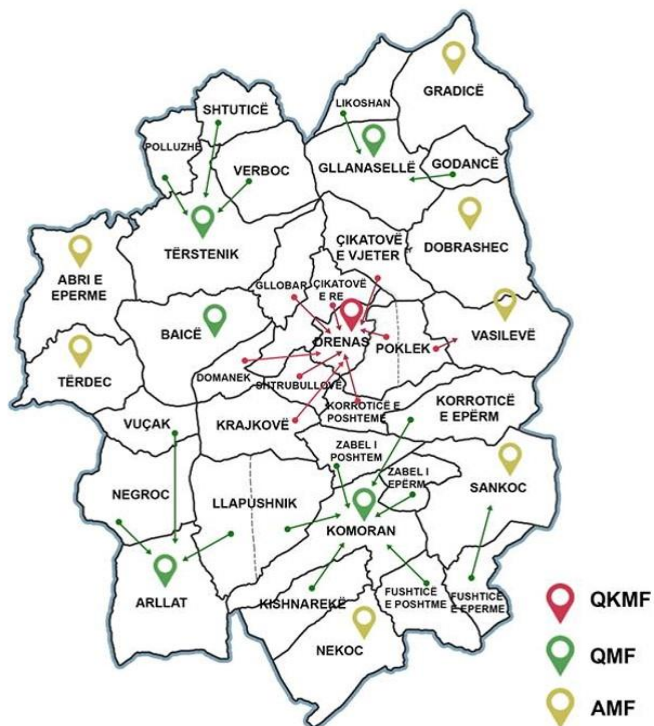 GRADICË
SHTUTICË
LIKOSHAN
POLLUZHË
VERBOC
GLLANASELLË
GODANCË
TËRSTENIK
ÇIKATOVË
E VJETER
DOBRASHEC
ABRI E
EPERME
GLLOBAR
ÇIKATOVË
E RE
BAICË
DRENAS
POKLEK
VASILEVË
TËRDEC
DOMANEK
SHTRUBULLOVË
VUÇAK
KRAJKOVË
KORROTICË E
POSHTEME
KORROTICË
E EPËRM
ZABEL I
POSHTEM
ZABEL I
EPËRM
SANKOC
NEGROC
LLAPUSHNIK
KOMORAN
ARLLAT
KISHNAREKË
FUSHTICË
E POSHTME
FUSHTICË
E EPERME
NEKOC
QKMF
QMF
AMF